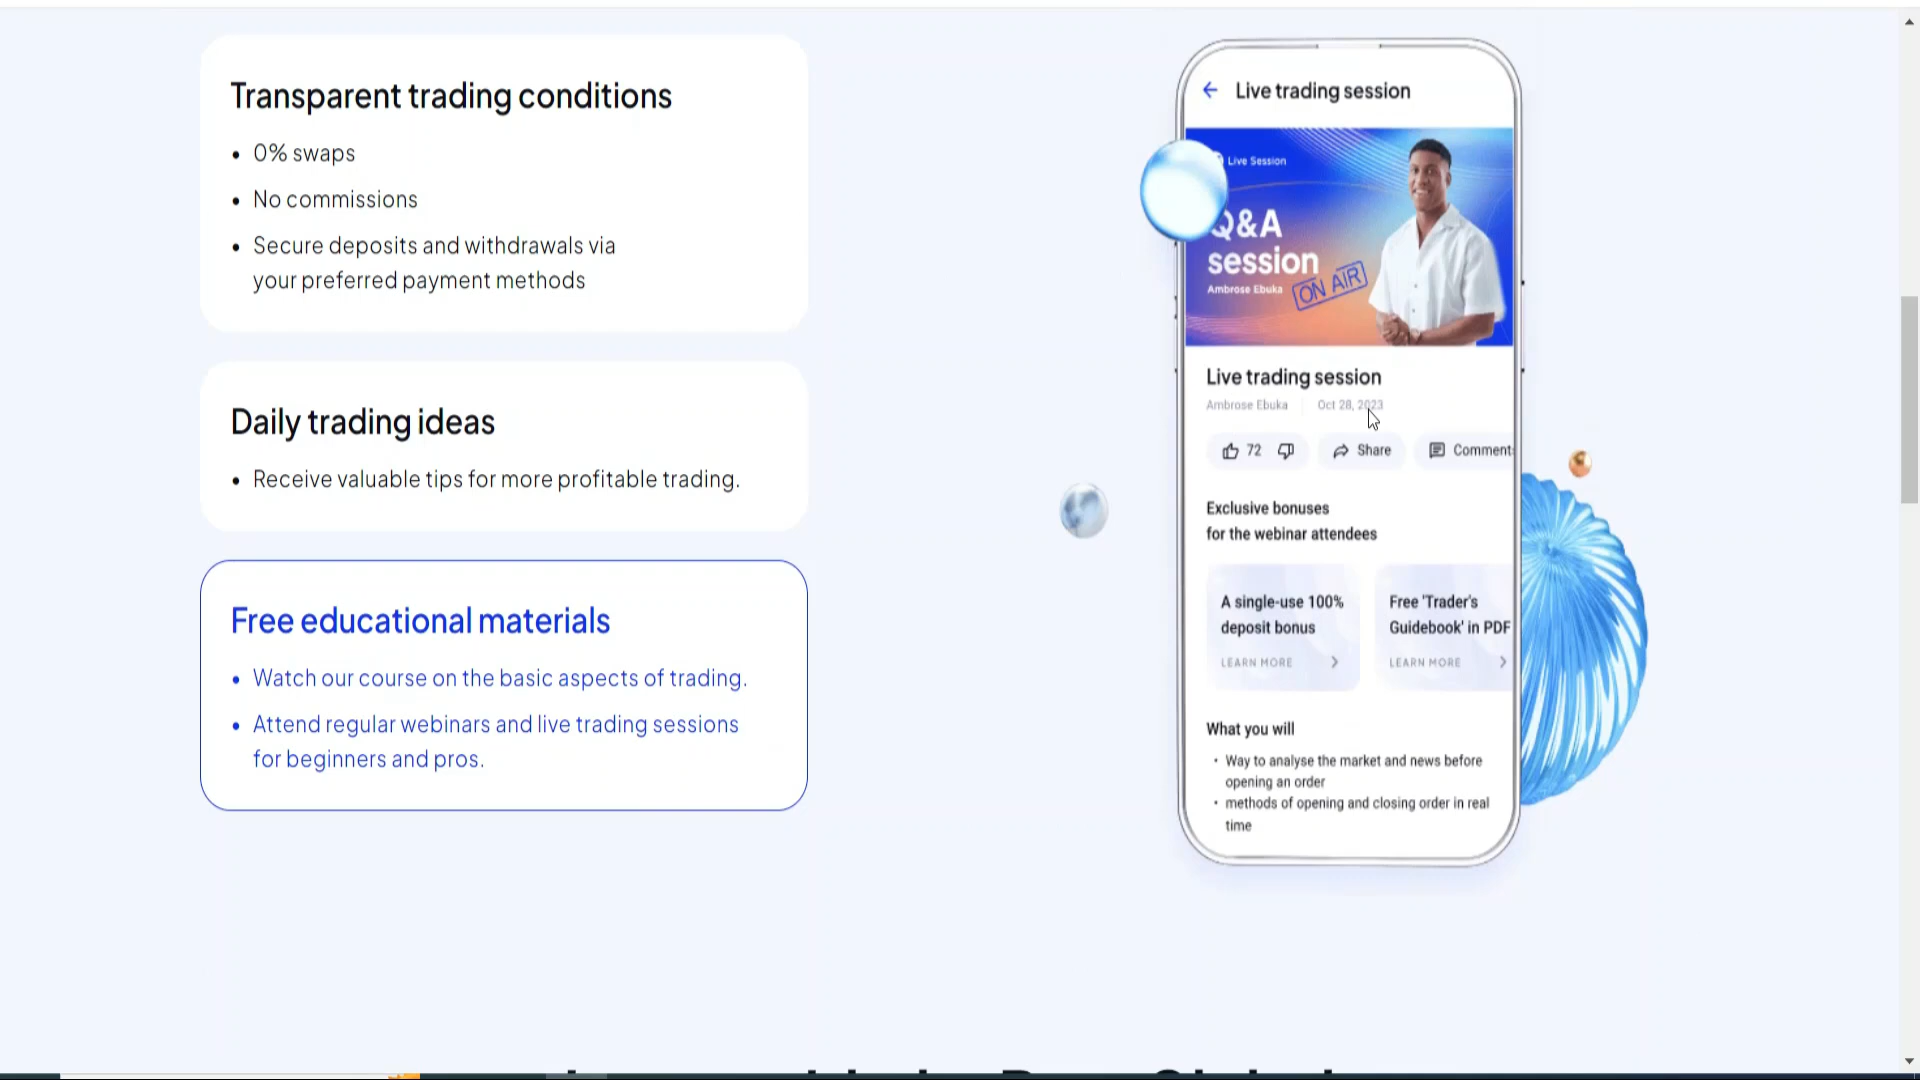 Transparent trading conditions
• 0% swaps
• No commissions
• Secure deposits and withdrawals via
your preferred payment methods
Daily trading ideas
• Receive valuable tips for more profitable trading.
Free educational materials
• Watch our course on the basic aspects of trading.
• Attend regular webinars and live trading sessions
for beginners and pros.
Live trading session
Live Session
Q&A
session
Ambrose Ebuka
ON AIR
Live trading session
Ambrose Ebuka Oct 28, 2023
72 Share Comment
Exclusive bonuses
for the webinar attendees
A single-use 100%
deposit bonus
LEARN MORE
Free 'Trader's
Guidebook' in PDF
LEARN MORE
What you will
• Way to analyse the market and news before
opening an order
• methods of opening and closing order in real
time